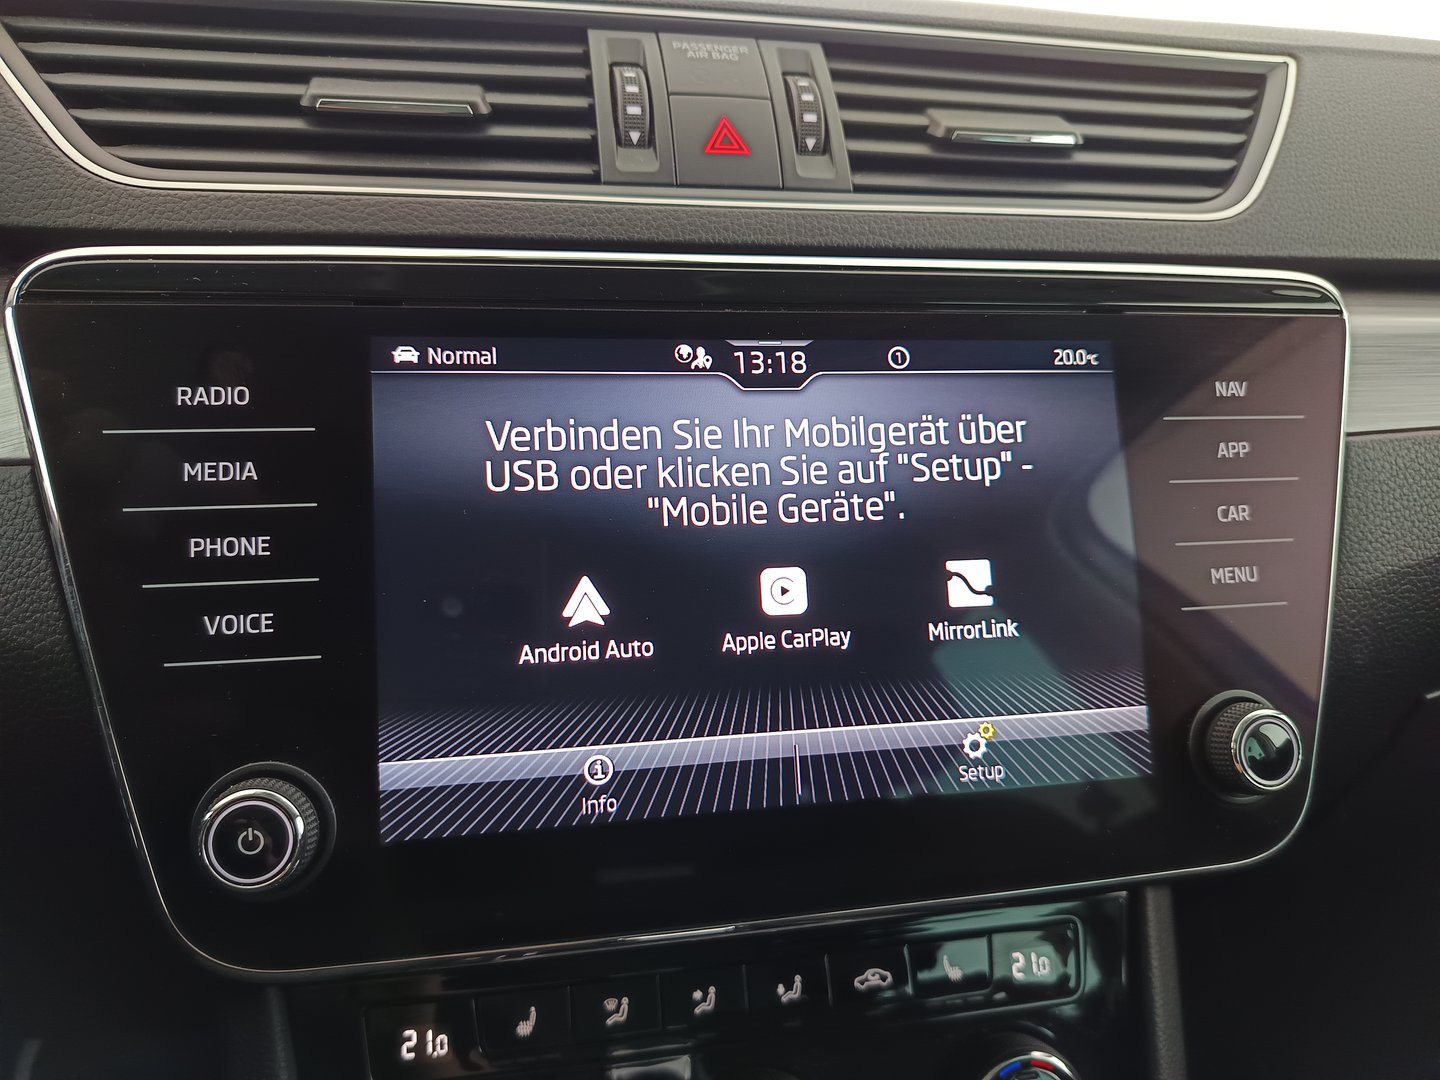 PASSENGER
AIR BAG
Normal
13:18
1
20.0°C
RADIO
MEDIA
PHONE
VOICE
Verbinden Sie Ihr Mobilgerät über
USB oder klicken Sie auf "Setup" -
"Mobile Geräte".
Android Auto
Apple CarPlay
MirrorLink
Info
Setup
NAV
APP
CAR
MENU
21,0
21,0